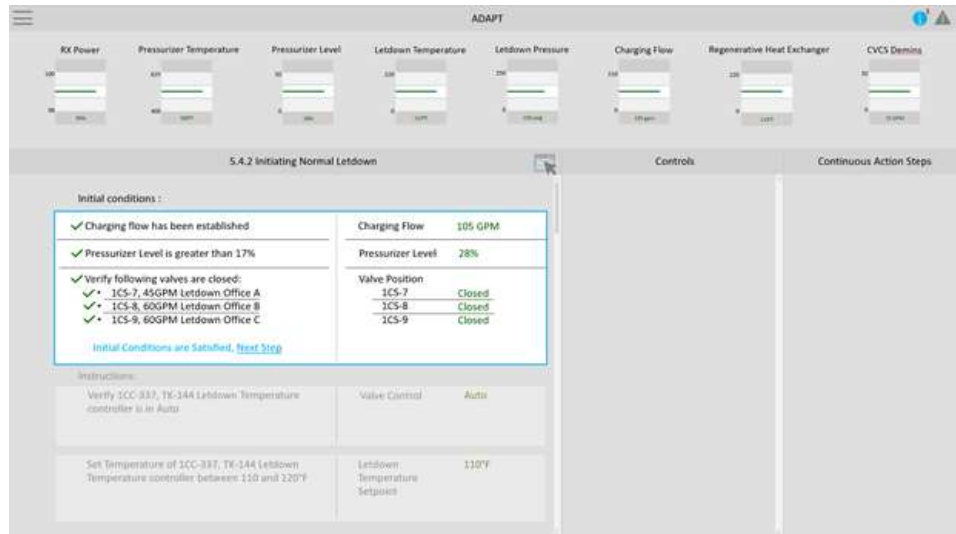 ADAPT
RX Power
Pressurizer Temperature
Pressurizer Level
Letdown Temperature
Letdown Pressure
Charging Flow
Regenerative Heat Exchanger
CVCS Demins
5.4.2 Initiating Normal Letdown
Controls
Continuous Action Steps
Initial conditions :
Charging flow has been established
Charging Flow 105 GPM
Pressurizer Level is greater than 17%
Pressurizer Level 28%
Verify following valves are closed:
Valve Position
• 1CS-7, 45GPM Letdown Office A
1CS-7 Closed
• 1CS-8, 60GPM Letdown Office B
1CS-8 Closed
• 1CS-9, 60GPM Letdown Office C
1CS-9 Closed
Initial Conditions are Satisfied, Next Step
Instructions:
Verify 1CC-337, TK-144 Letdown Temperature
controller is in Auto
Valve Control Auto
Set Temperature of 1CC-337, TK-144 Letdown
Temperature controller between 110 and 120°F
Letdown 110°F
Temperature
Setpoint